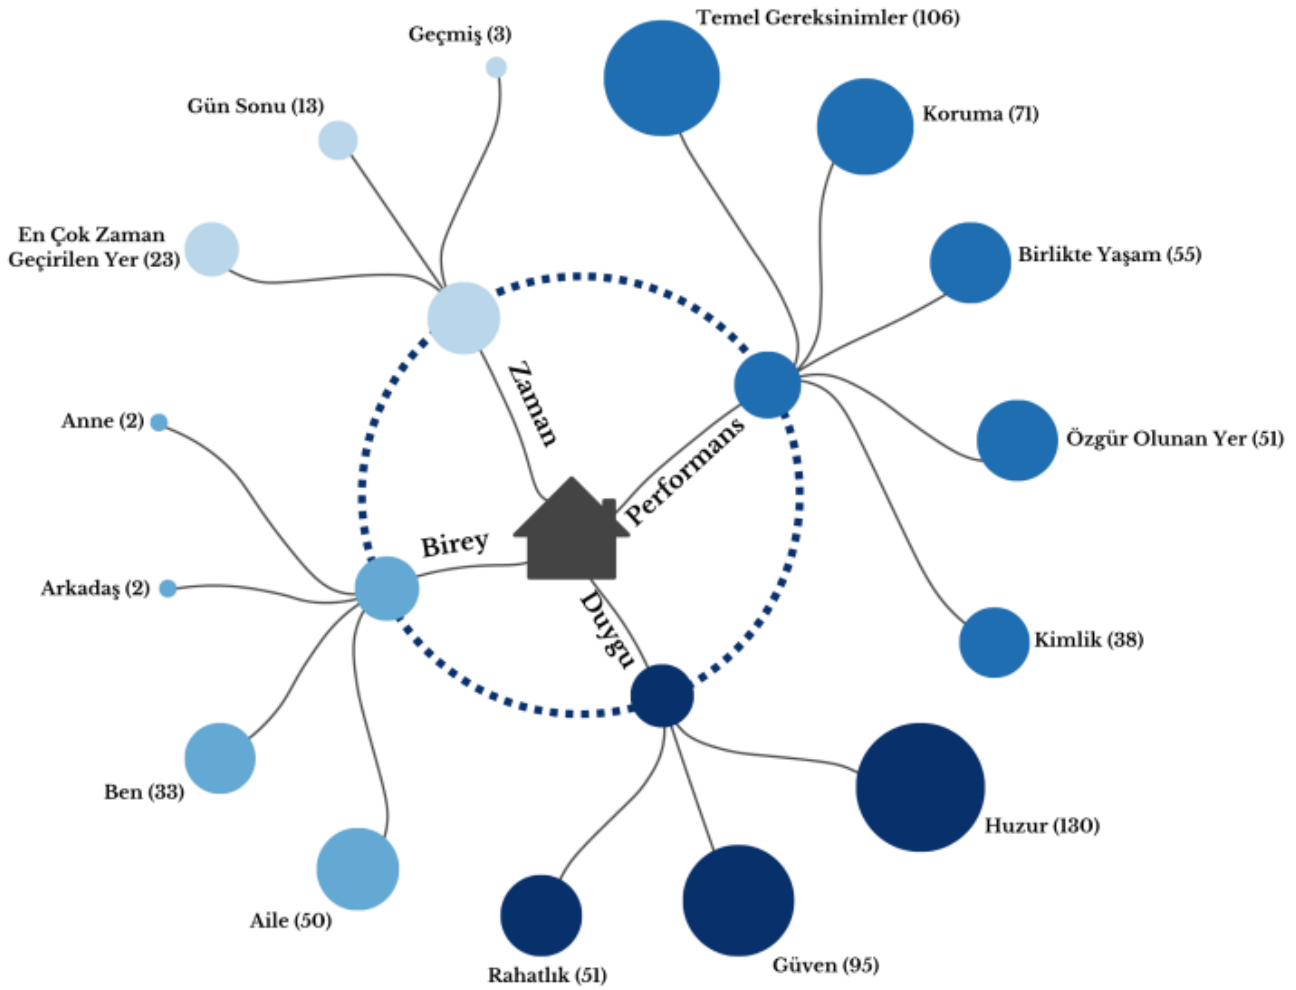 Temel Gereksinimler (106)
Geçmiş (3)
Gün Sonu (13)
Koruma (71)
En Çok Zaman
Geçirilen Yer (23)
Birlikte Yaşam (55)
Zaman
Anne (2)
Performans
Özgür Olunan Yer (51)
Birey
Arkadaş (2)
Duygu
Kimlik (38)
Ben (33)
Huzur (130)
Aile (50)
Güven (95)
Rahatlık (51)